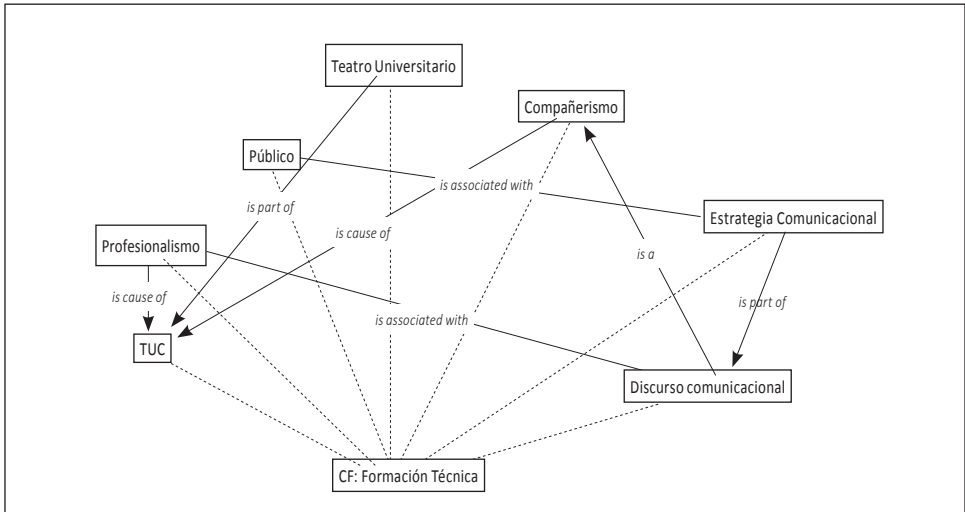 Teatro Universitario
Compañerismo
Público
is associated with
is part of
Estrategia Comunicacional
is cause of
Profesionalismo
is a
is cause of
is part of
is associated with
TUC
Discurso comunicacional
CF: Formación Técnica